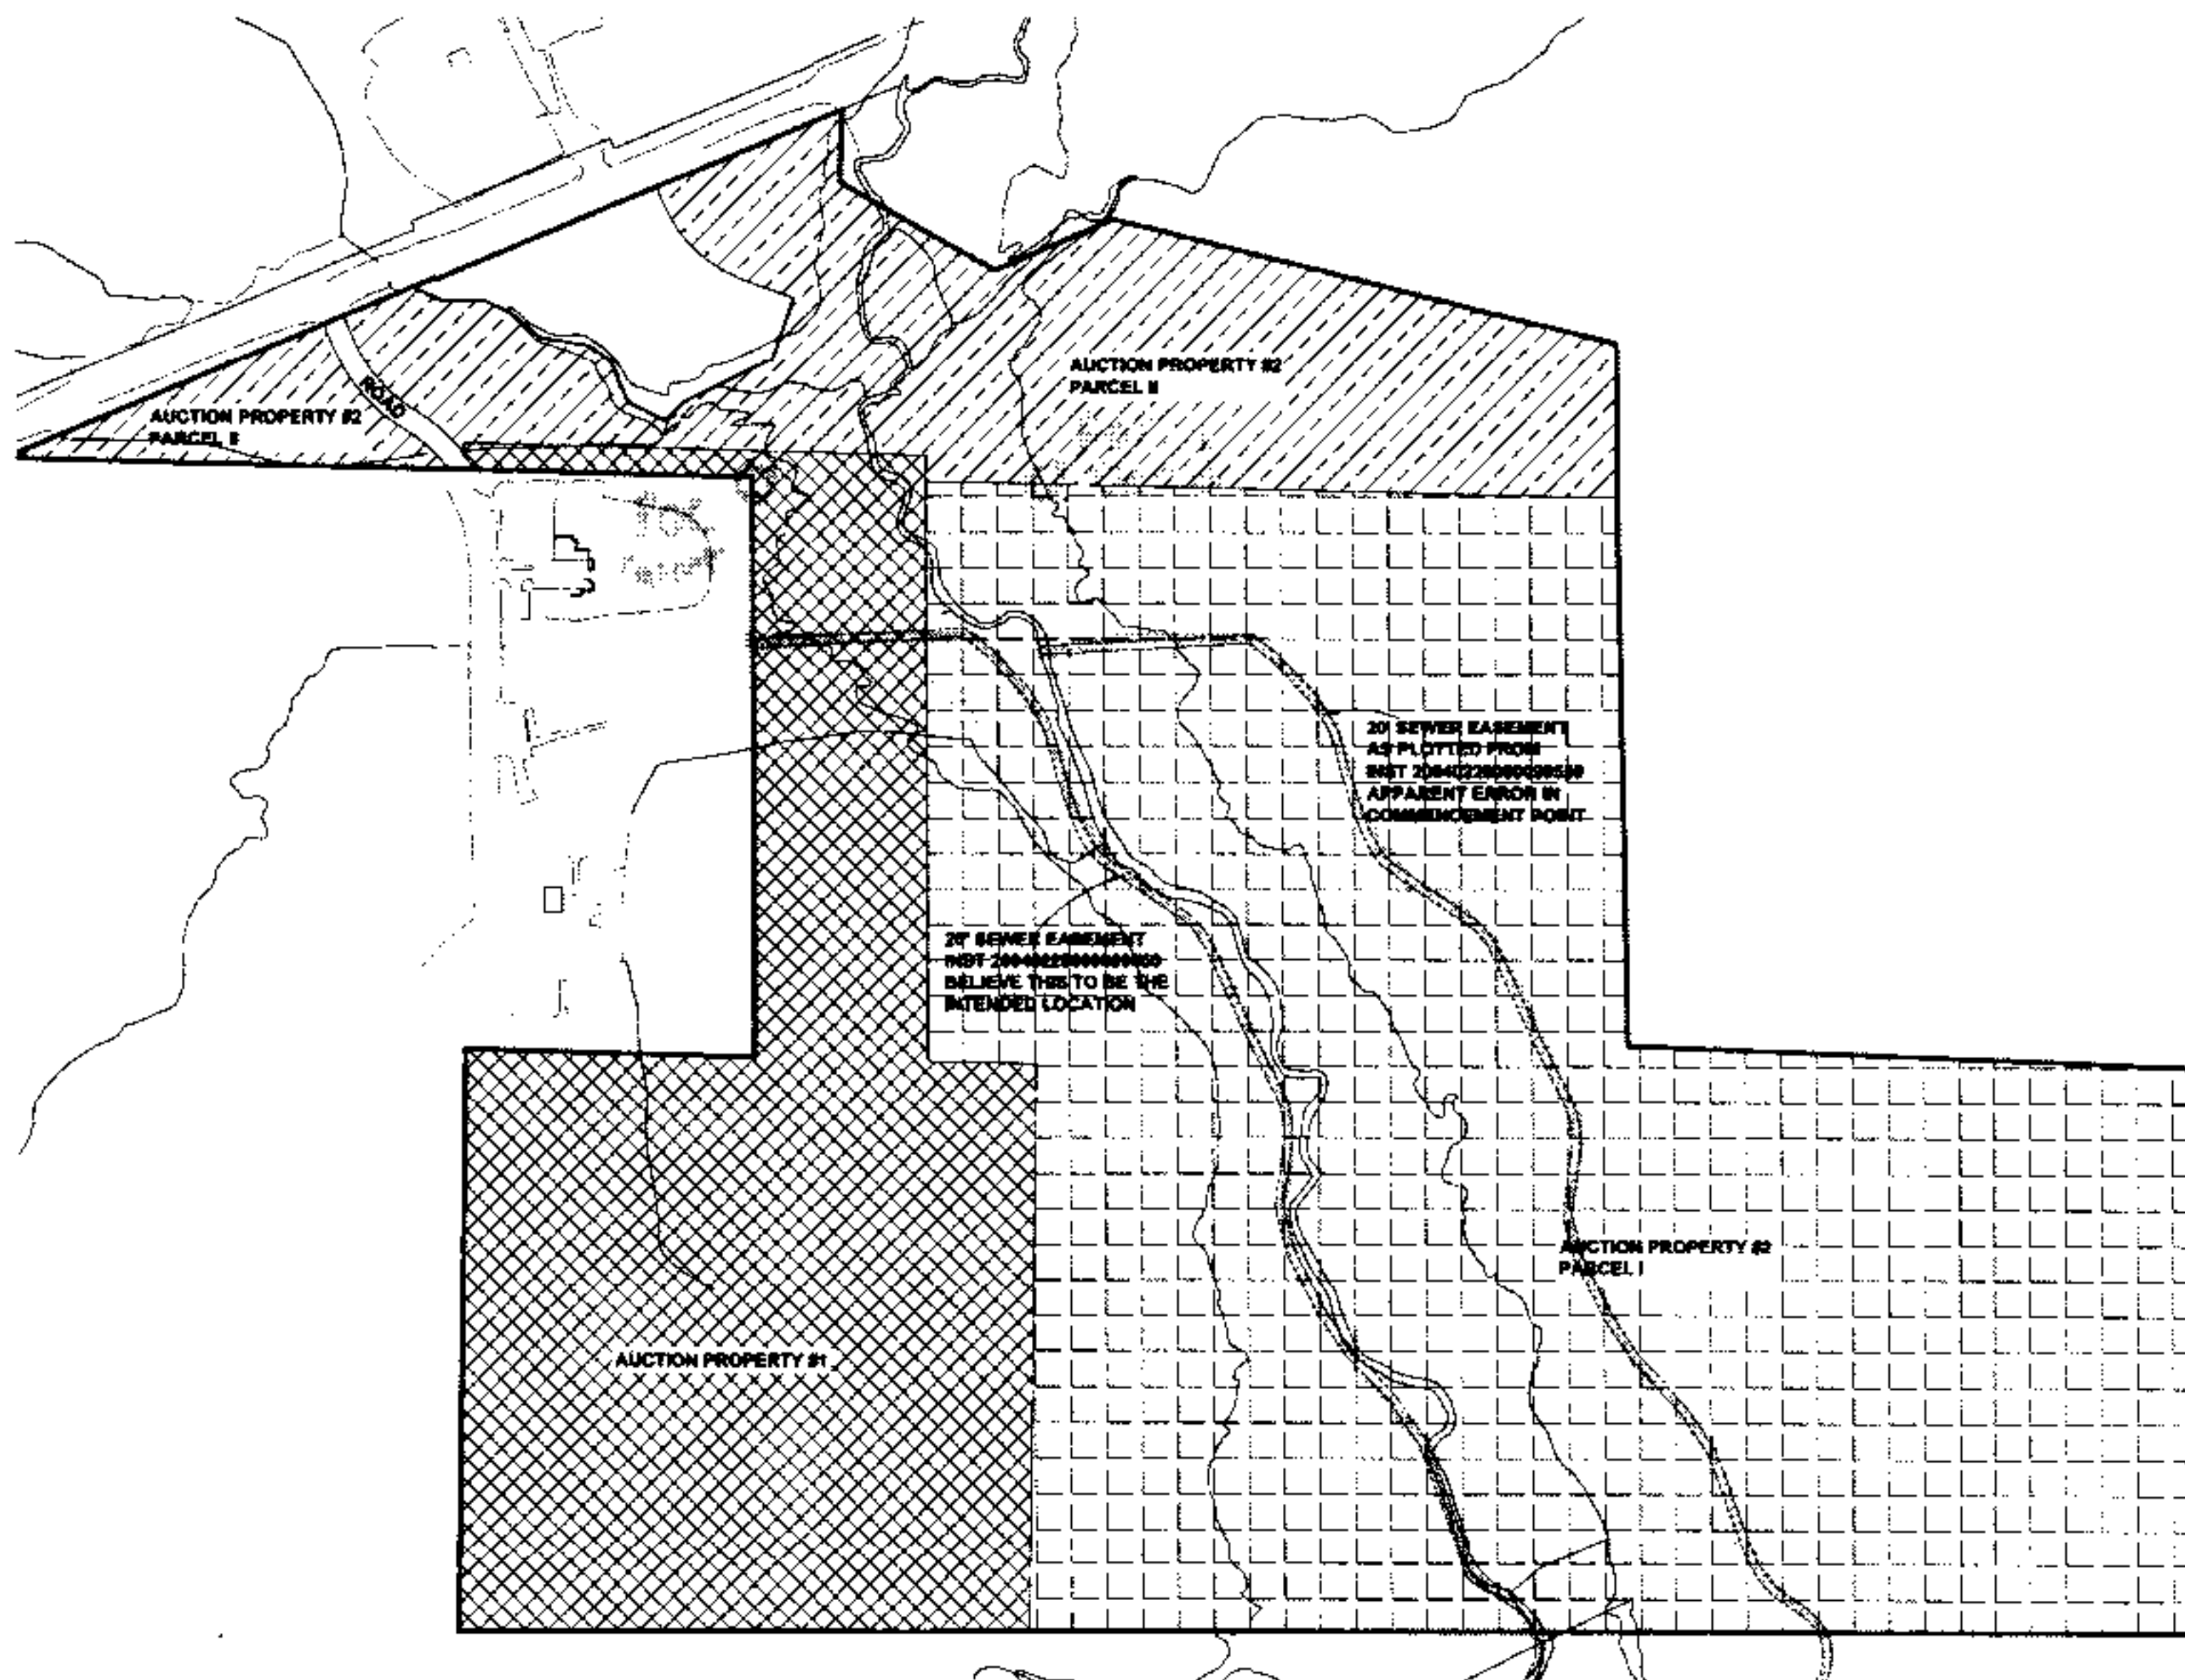 AUCTION PROPERTY #2
PARCEL II
ROAD
AUCTION PROPERTY #2
PARCEL II
20' SEWER EASEMENT
AS PLOTTED FROM
INST
APPARENT ERROR IN
COMMENCEMENT POINT
20' SEWER EASEMENT
INST
BELIEVE THIS TO BE THE
INTENDED LOCATION
AUCTION PROPERTY #2
PARCEL I
AUCTION PROPERTY #1